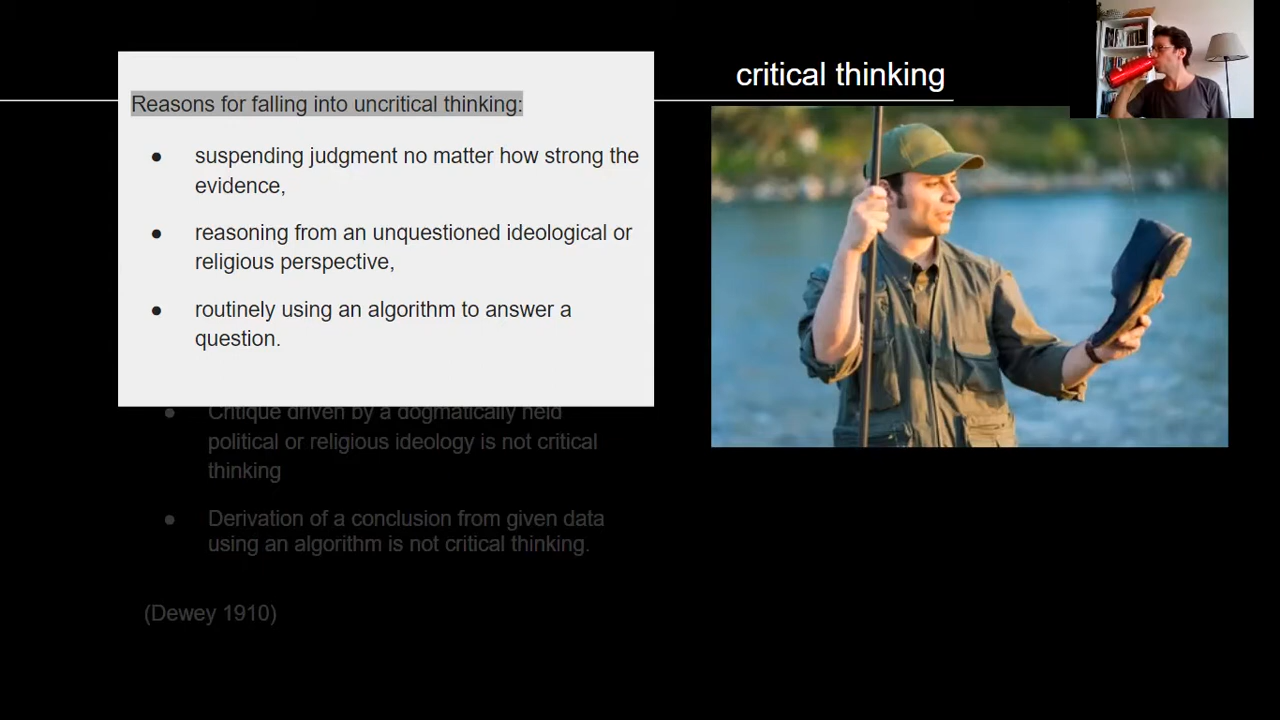 critical thinking
Reasons for falling into uncritical thinking:
● suspending judgment no matter how strong the
evidence,
● reasoning from an unquestioned ideological or
religious perspective,
● routinely using an algorithm to answer a
question.
● Critique driven by a dogmatically held
political or religious ideology is not critical
thinking
● Derivation of a conclusion from given data
using an algorithm is not critical thinking.
(Dewey 1910)